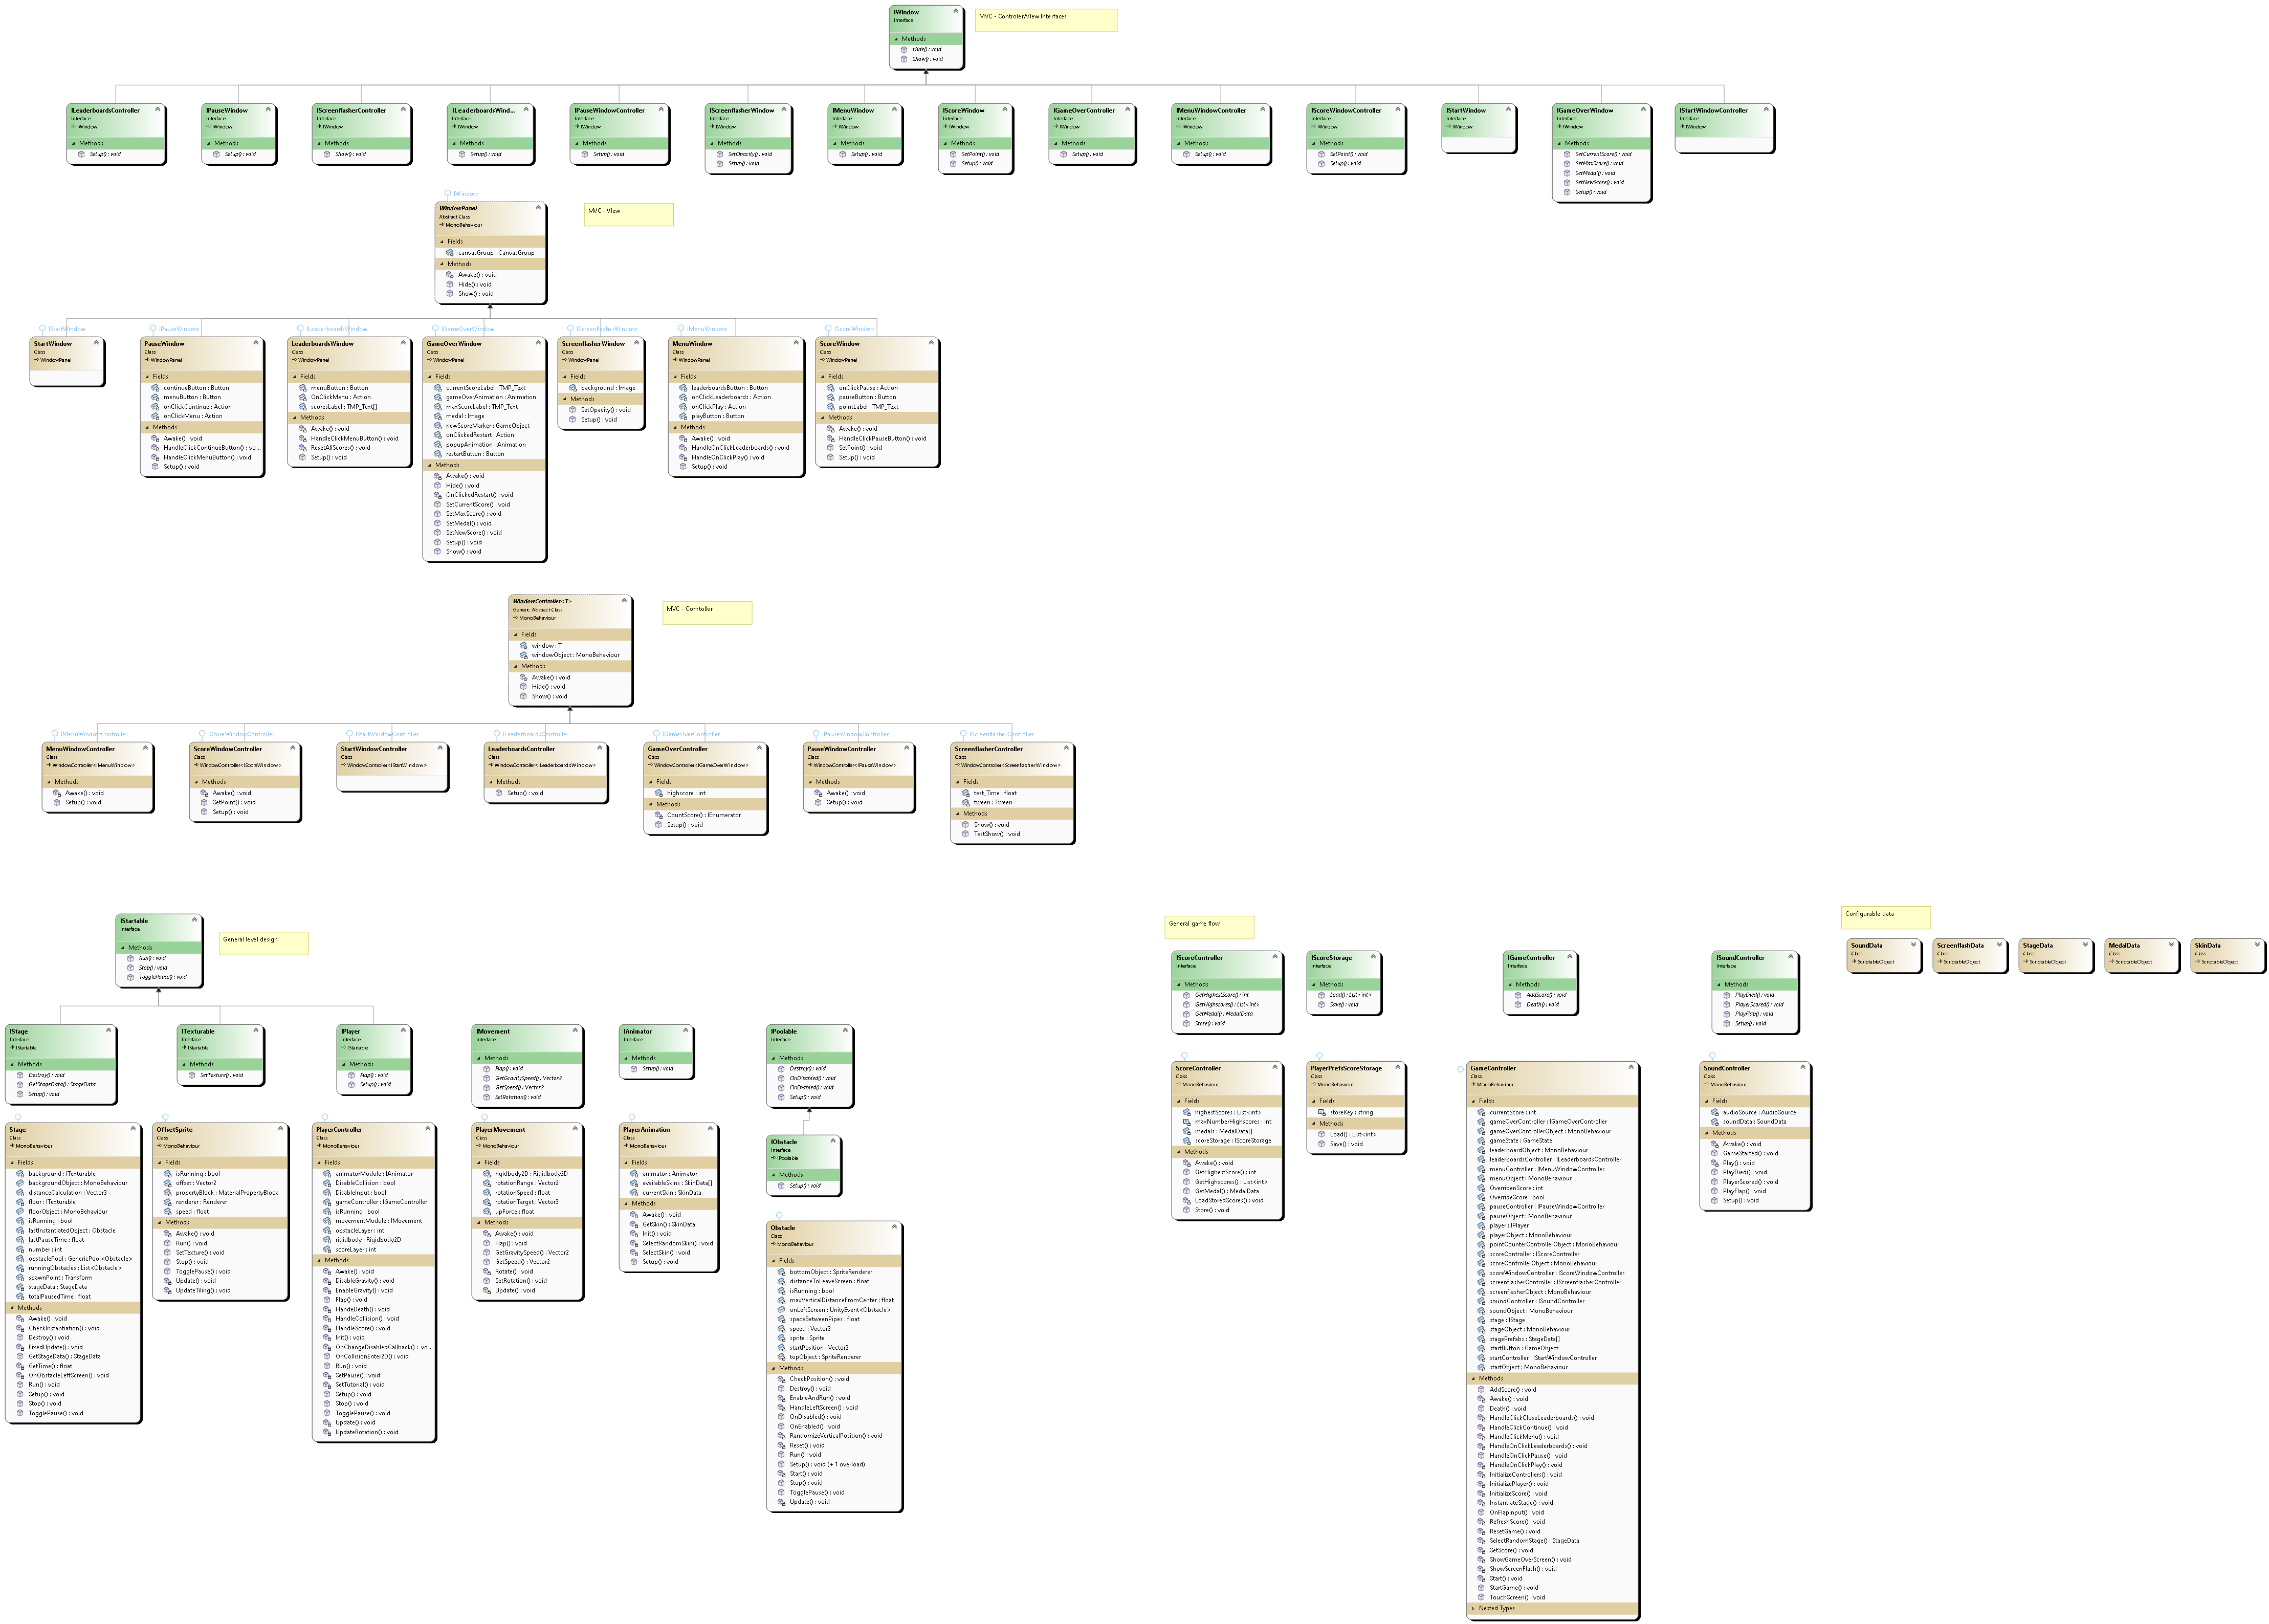 IWindow
Interface
Methods
Hide() : void
Show() : void
MVC - Controler/View Interfaces
ILeaderboardsController
Interface
IWindow
Methods
Setup() : void
IPauseWindow
Interface
IWindow
Methods
Setup() : void
IScreenflasherController
Interface
IWindow
Methods
Show() : void
ILeaderboardsWind...
Interface
IWindow
Methods
Setup() : void
IPauseWindowController
Interface
IWindow
Methods
Setup() : void
IScreenflasherWindow
Interface
IWindow
Methods
SetOpacity() : void
Setup() : void
IMenuWindow
Interface
IWindow
Methods
Setup() : void
IScoreWindow
Interface
IWindow
Methods
SetPoint() : void
Setup() : void
IGameOverController
Interface
IWindow
Methods
Setup() : void
IMenuWindowController
Interface
IWindow
Methods
Setup() : void
IScoreWindowController
Interface
IWindow
Methods
SetPoint() : void
Setup() : void
IStartWindow
Interface
IWindow
IGameOverWindow
Interface
IWindow
Methods
SetCurrentScore() : void
SetMaxScore() : void
SetMedal() : void
SetNewScore() : void
Setup() : void
IStartWindowController
Interface
IWindow
IWindow
WindowPanel
Abstract Class
MonoBehaviour
Fields
canvasGroup : CanvasGroup
Methods
Awake() : void
Hide() : void
Show() : void
MVC - View
IStartWindow
StartWindow
Class
WindowPanel
IPauseWindow
PauseWindow
Class
WindowPanel
Fields
continueButton : Button
menuButton : Button
onClickContinue : Action
onClickMenu : Action
Methods
Awake() : void
HandleClickContinueButton() : vo...
HandleClickMenuButton() : void
Setup() : void
ILeaderboardsWindow
LeaderboardsWindow
Class
WindowPanel
Fields
menuButton : Button
OnClickMenu : Action
scoresLabel : TMP_Text[]
Methods
Awake() : void
HandleClickMenuButton() : void
ResetAllScores() : void
Setup() : void
IGameOverWindow
GameOverWindow
Class
WindowPanel
Fields
currentScoreLabel : TMP_Text
gameOverAnimation : Animation
maxScoreLabel : TMP_Text
medal : Image
newScoreMarker : GameObject
onClickedRestart : Action
popupAnimation : Animation
restartButton : Button
Methods
Awake() : void
Hide() : void
OnClickedRestart() : void
SetCurrentScore() : void
SetMaxScore() : void
SetMedal() : void
SetNewScore() : void
Setup() : void
Show() : void
IScreenflasherWindow
ScreenflasherWindow
Class
WindowPanel
Fields
background : Image
Methods
SetOpacity() : void
Setup() : void
IMenuWindow
MenuWindow
Class
WindowPanel
Fields
leaderboardsButton : Button
onClickLeaderboards : Action
onClickPlay : Action
playButton : Button
Methods
Awake() : void
HandleOnClickLeaderboards() : void
HandleOnClickPlay() : void
Setup() : void
IScoreWindow
ScoreWindow
Class
WindowPanel
Fields
onClickPause : Action
pauseButton : Button
pointLabel : TMP_Text
Methods
Awake() : void
HandleClickPauseButton() : void
SetPoint() : void
Setup() : void
WindowController<T>
Generic Abstract Class
MonoBehaviour
Fields
window : T
windowObject : MonoBehaviour
Methods
Awake() : void
Hide() : void
Show() : void
MVC - Conrtoller
IMenuWindowController
MenuWindowController
Class
WindowController<IMenuWindow>
Methods
Awake() : void
Setup() : void
IScoreWindowController
ScoreWindowController
Class
WindowController<IScoreWindow>
Methods
Awake() : void
SetPoint() : void
Setup() : void
IStartWindowController
StartWindowController
Class
WindowController<IStartWindow>
ILeaderboardsController
LeaderboardsController
Class
WindowController<ILeaderboardsWindow>
Methods
Setup() : void
IGameOverController
GameOverController
Class
WindowController<IGameOverWindow>
Fields
highscore : int
Methods
CountScore() : IEnumerator
Setup() : void
IPauseWindowController
PauseWindowController
Class
WindowController<IPauseWindow>
Methods
Awake() : void
Setup() : void
IScreenflasherController
ScreenflasherController
Class
WindowController<ScreenflasherWindow>
Fields
test_Time : float
tween : Tween
Methods
Show() : void
TestShow() : void
IStartable
Interface
Methods
Run() : void
Stop() : void
TogglePause() : void
General level design
IStage
Interface
IStartable
Methods
Destroy() : void
GetStageData() : StageData
Setup() : void
ITexturable
Interface
IStartable
Methods
SetTexture() : void
IPlayer
Interface
IStartable
Methods
Flap() : void
Setup() : void
IMovement
Interface
Methods
Flap() : void
GetGravitySpeed() : Vector2
GetSpeed() : Vector2
SetRotation() : void
IAnimator
Interface
Methods
Setup() : void
IPoolable
Interface
Methods
Destroy() : void
OnDisabled() : void
OnEnabled() : void
Setup() : void
Stage
Class
MonoBehaviour
Fields
background : ITexturable
backgroundObject : MonoBehaviour
distanceCalculation : Vector3
floor : ITexturable
floorObject : MonoBehaviour
isRunning : bool
lastInstantiatedObject : Obstacle
lastPauseTime : float
number : int
obstaclePool : GenericPool<Obstacle>
runningObstacles : List<Obstacle>
spawnPoint : Transform
stageData : StageData
totalPausedTime : float
Methods
Awake() : void
CheckInstantiation() : void
Destroy() : void
FixedUpdate() : void
GetStageData() : StageData
GetTime() : float
OnObstacleLeftScreen() : void
Run() : void
Setup() : void
Stop() : void
TogglePause() : void
OffsetSprite
Class
MonoBehaviour
Fields
isRunning : bool
offset : Vector2
propertyBlock : MaterialPropertyBlock
renderer : Renderer
speed : float
Methods
Awake() : void
Run() : void
SetTexture() : void
Stop() : void
TogglePause() : void
Update() : void
UpdateTiling() : void
PlayerController
Class
MonoBehaviour
Fields
animatorModule : IAnimator
DisableCollision : bool
DisableInput : bool
gameController : IGameController
isRunning : bool
movementModule : IMovement
obstacleLayer : int
rigidbody : Rigidbody2D
scoreLayer : int
Methods
Awake() : void
DisableGravity() : void
EnableGravity() : void
Flap() : void
HandeDeath() : void
HandleCollision() : void
HandleScore() : void
Init() : void
OnChangeDisabledCallback() : vo...
OnCollisionEnter2D() : void
Run() : void
SetPause() : void
SetTutorial() : void
Setup() : void
Stop() : void
TogglePause() : void
Update() : void
UpdateRotation() : void
PlayerMovement
Class
MonoBehaviour
Fields
rigidbody2D : Rigidbody2D
rotationRange : Vector2
rotationSpeed : float
rotationTarget : Vector3
upForce : float
Methods
Awake() : void
Flap() : void
GetGravitySpeed() : Vector2
GetSpeed() : Vector2
Rotate() : void
SetRotation() : void
Update() : void
PlayerAnimation
Class
MonoBehaviour
Fields
animator : Animator
availableSkins : SkinData[]
currentSkin : SkinData
Methods
Awake() : void
GetSkin() : SkinData
Init() : void
SelectRandomSkin() : void
SelectSkin() : void
Setup() : void
IObstacle
Interface
IPoolable
Methods
Setup() : void
Obstacle
Class
MonoBehaviour
Fields
bottomObject : SpriteRenderer
distanceToLeaveScreen : float
isRunning : bool
maxVerticalDistanceFromCenter : float
onLeftScreen : UnityEvent<Obstacle>
spaceBetweenPipes : float
speed : Vector3
sprite : Sprite
startPosition : Vector3
topObject : SpriteRenderer
Methods
CheckPosition() : void
Destroy() : void
EnableAndRun() : void
HandleLeftScreen() : void
OnDisabled() : void
OnEnabled() : void
RandomizeVerticalPosition() : void
Reset() : void
Run() : void
Setup() : void (+ 1 overload)
Start() : void
Stop() : void
TogglePause() : void
Update() : void
General game flow
IScoreController
Interface
Methods
GetHighestScore() : int
GetHighscores() : List<int>
GetMedal() : MedalData
Store() : void
IScoreStorage
Interface
Methods
Load() : List<int>
Save() : void
IGameController
Interface
Methods
AddScore() : void
Death() : void
ISoundController
Interface
Methods
PlayDied() : void
PlayerScored() : void
PlayFlap() : void
Setup() : void
ScoreController
Class
MonoBehaviour
Fields
highestScores : List<int>
maxNumberHighscores : int
medals : MedalData[]
scoreStorage : IScoreStorage
Methods
Awake() : void
GetHighestScore() : int
GetHighscores() : List<int>
GetMedal() : MedalData
LoadStoredScores() : void
Store() : void
PlayerPrefsScoreStorage
Class
MonoBehaviour
Fields
storeKey : string
Methods
Load() : List<int>
Save() : void
GameController
Class
MonoBehaviour
Fields
currentScore : int
gameOverController : IGameOverController
gameOverControllerObject : MonoBehaviour
gameState : GameState
leaderboardObject : MonoBehaviour
leaderboardsController : ILeaderboardsController
menuController : IMenuWindowController
menuObject : MonoBehaviour
OverridenScore : int
OverrideScore : bool
pauseController : IPauseWindowController
pauseObject : MonoBehaviour
player : IPlayer
playerObject : MonoBehaviour
pointCounterControllerObject : MonoBehaviour
scoreController : IScoreController
scoreControllerObject : MonoBehaviour
scoreWindowController : IScoreWindowController
screenflasherController : IScreenflasherController
screenflasherObject : MonoBehaviour
soundController : ISoundController
soundObject : MonoBehaviour
stage : IStage
stageObject : MonoBehaviour
stagePrefabs : StageData[]
startButton : GameObject
startController : IStartWindowController
startObject : MonoBehaviour
Methods
AddScore() : void
Awake() : void
Death() : void
HandleClickCloseLeaderboards() : void
HandleClickContinue() : void
HandleClickMenu() : void
HandleOnClickLeaderboards() : void
HandleOnClickPause() : void
HandleOnClickPlay() : void
InitializeControllers() : void
InitializePlayer() : void
InitializeScore() : void
InstantiateStage() : void
OnFlapInput() : void
RefreshScore() : void
ResetGame() : void
SelectRandomStage() : StageData
SetScore() : void
ShowGameOverScreen() : void
ShowScreenFlash() : void
Start() : void
StartGame() : void
TouchScreen() : void
Nested Types
SoundController
Class
MonoBehaviour
Fields
audioSource : AudioSource
soundData : SoundData
Methods
Awake() : void
GameStarted() : void
Play() : void
PlayDied() : void
PlayerScored() : void
PlayFlap() : void
Setup() : void
Configurable data
SoundData
Class
ScriptableObject
ScreenflashData
Class
ScriptableObject
StageData
Class
ScriptableObject
MedalData
Class
ScriptableObject
SkinData
Class
ScriptableObject